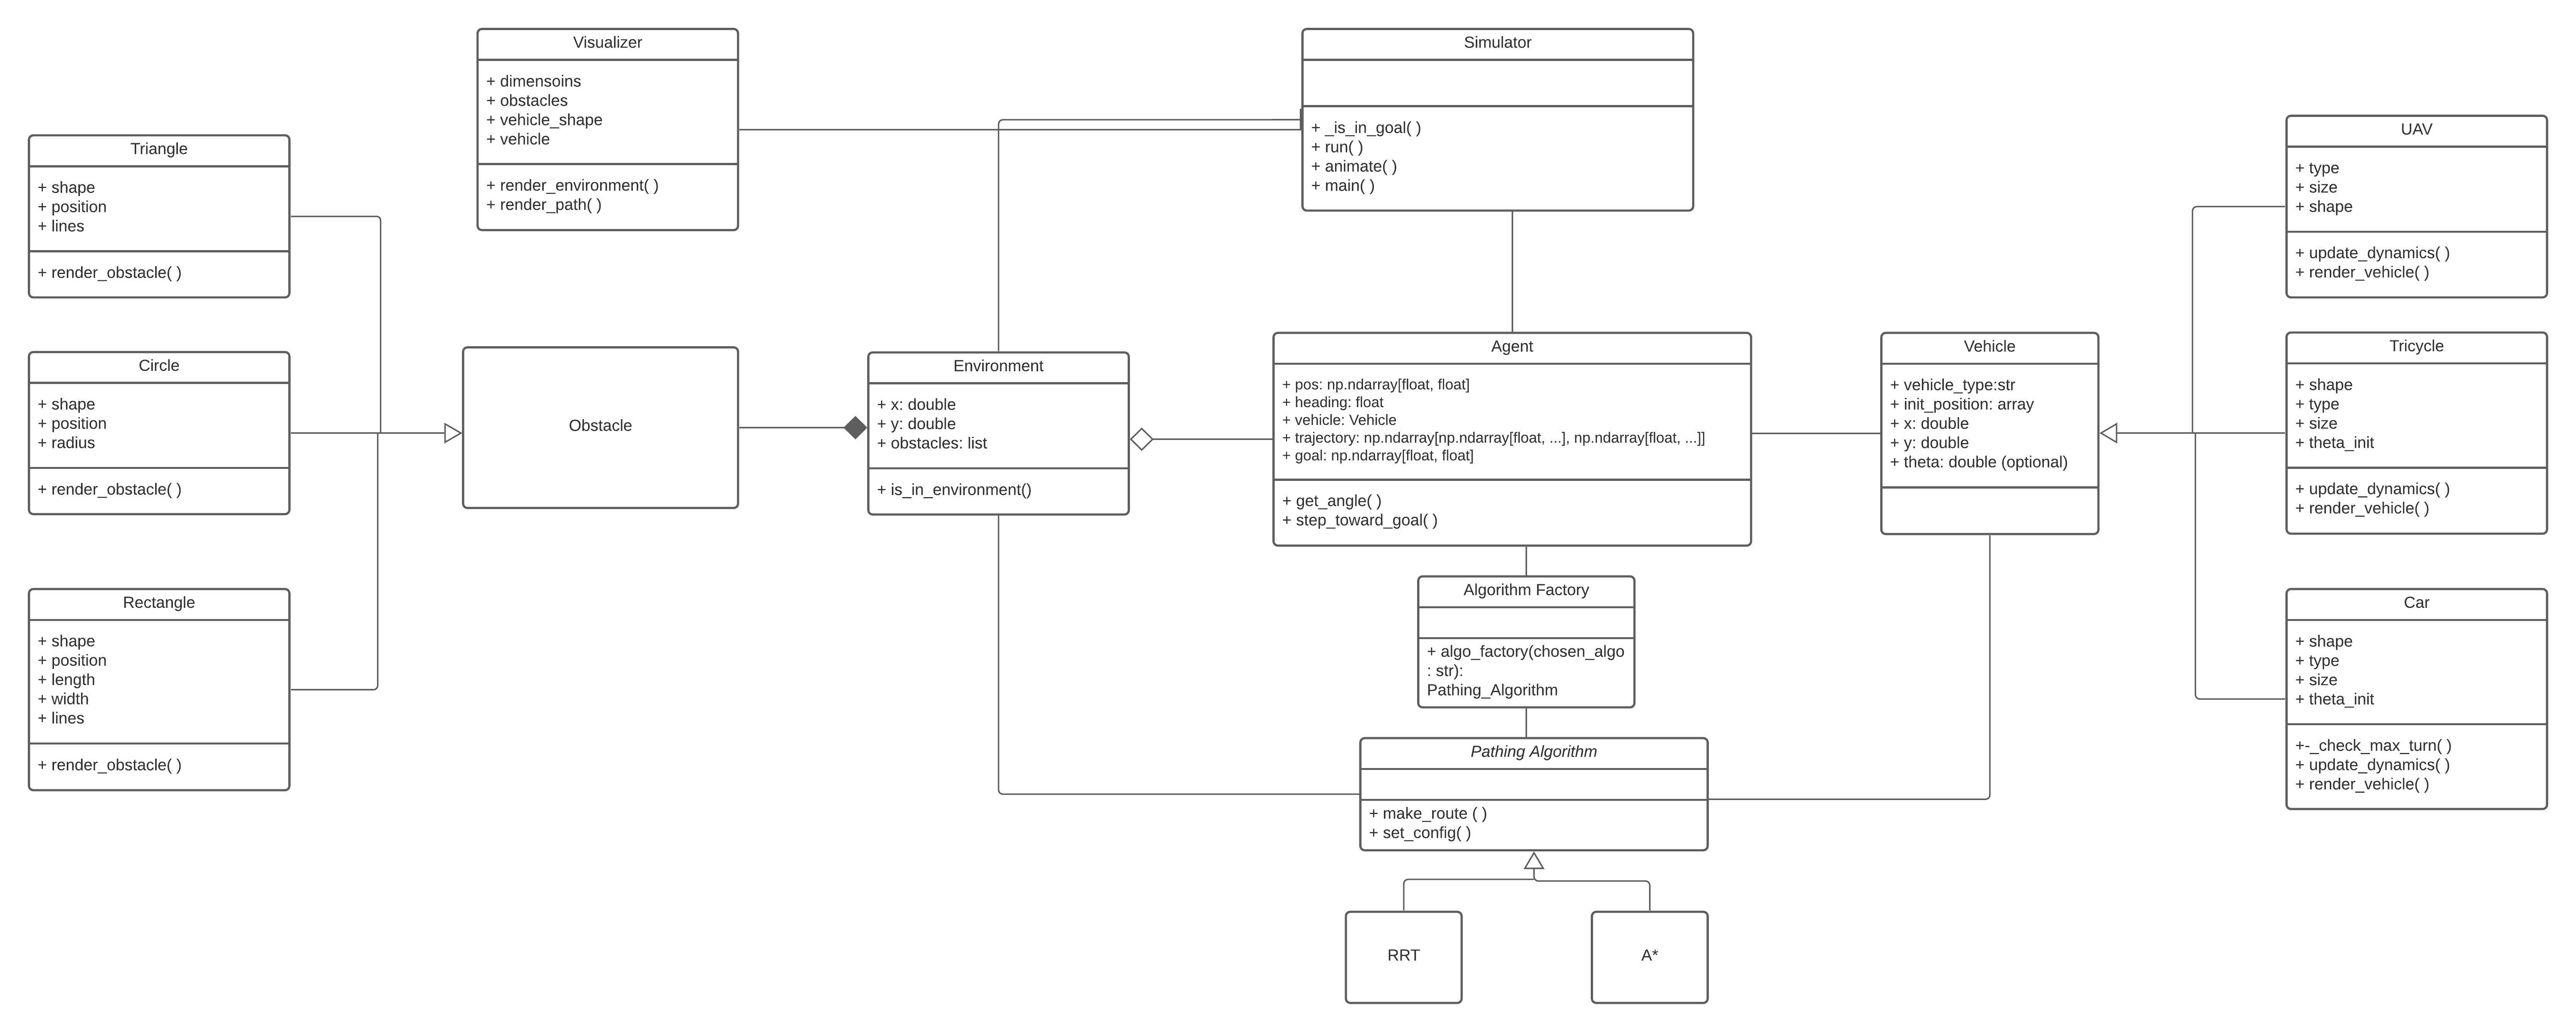 Visualizer
+ dimensoins
+ obstacles
+ vehicle_shape
+ vehicle
+ render_environment( )
+ render_path( )
Simulator
+ _is_in_goal( )
+ run( )
+ animate( )
+ main( )
Triangle
+ shape
+ position
+ lines
+ render_obstacle( )
UAV
+ type
+ size
+ shape
+ update_dynamics( )
+ render_vehicle( )
Circle
+ shape
+ position
+ radius
+ render_obstacle( )
Obstacle
Environment
+ x: double
+ y: double
+ obstacles: list
+ is_in_environment()
Agent
+ pos: np.ndarray[float, float]
+ heading: float
+ vehicle: Vehicle
+ trajectory: np.ndarray[np.ndarray[float, ...], np.ndarray[float, ...]]
+ goal: np.ndarray[float, float]
+ get_angle( )
+ step_toward_goal( )
Vehicle
+ vehicle_type:str
+ init_position: array
+ x: double
+ y: double
+ theta: double (optional)
Tricycle
+ shape
+ type
+ size
+ theta_init
+ update_dynamics( )
+ render_vehicle( )
Rectangle
+ shape
+ position
+ length
+ width
+ lines
+ render_obstacle( )
Algorithm Factory
+ algo_factory(chosen_algo
: str):
Pathing_Algorithm
Car
+ shape
+ type
+ size
+ theta_init
+-_check_max_turn( )
+ update_dynamics( )
+ render_vehicle( )
Pathing Algorithm
+ make_route ( )
+ set_config( )
RRT
A*